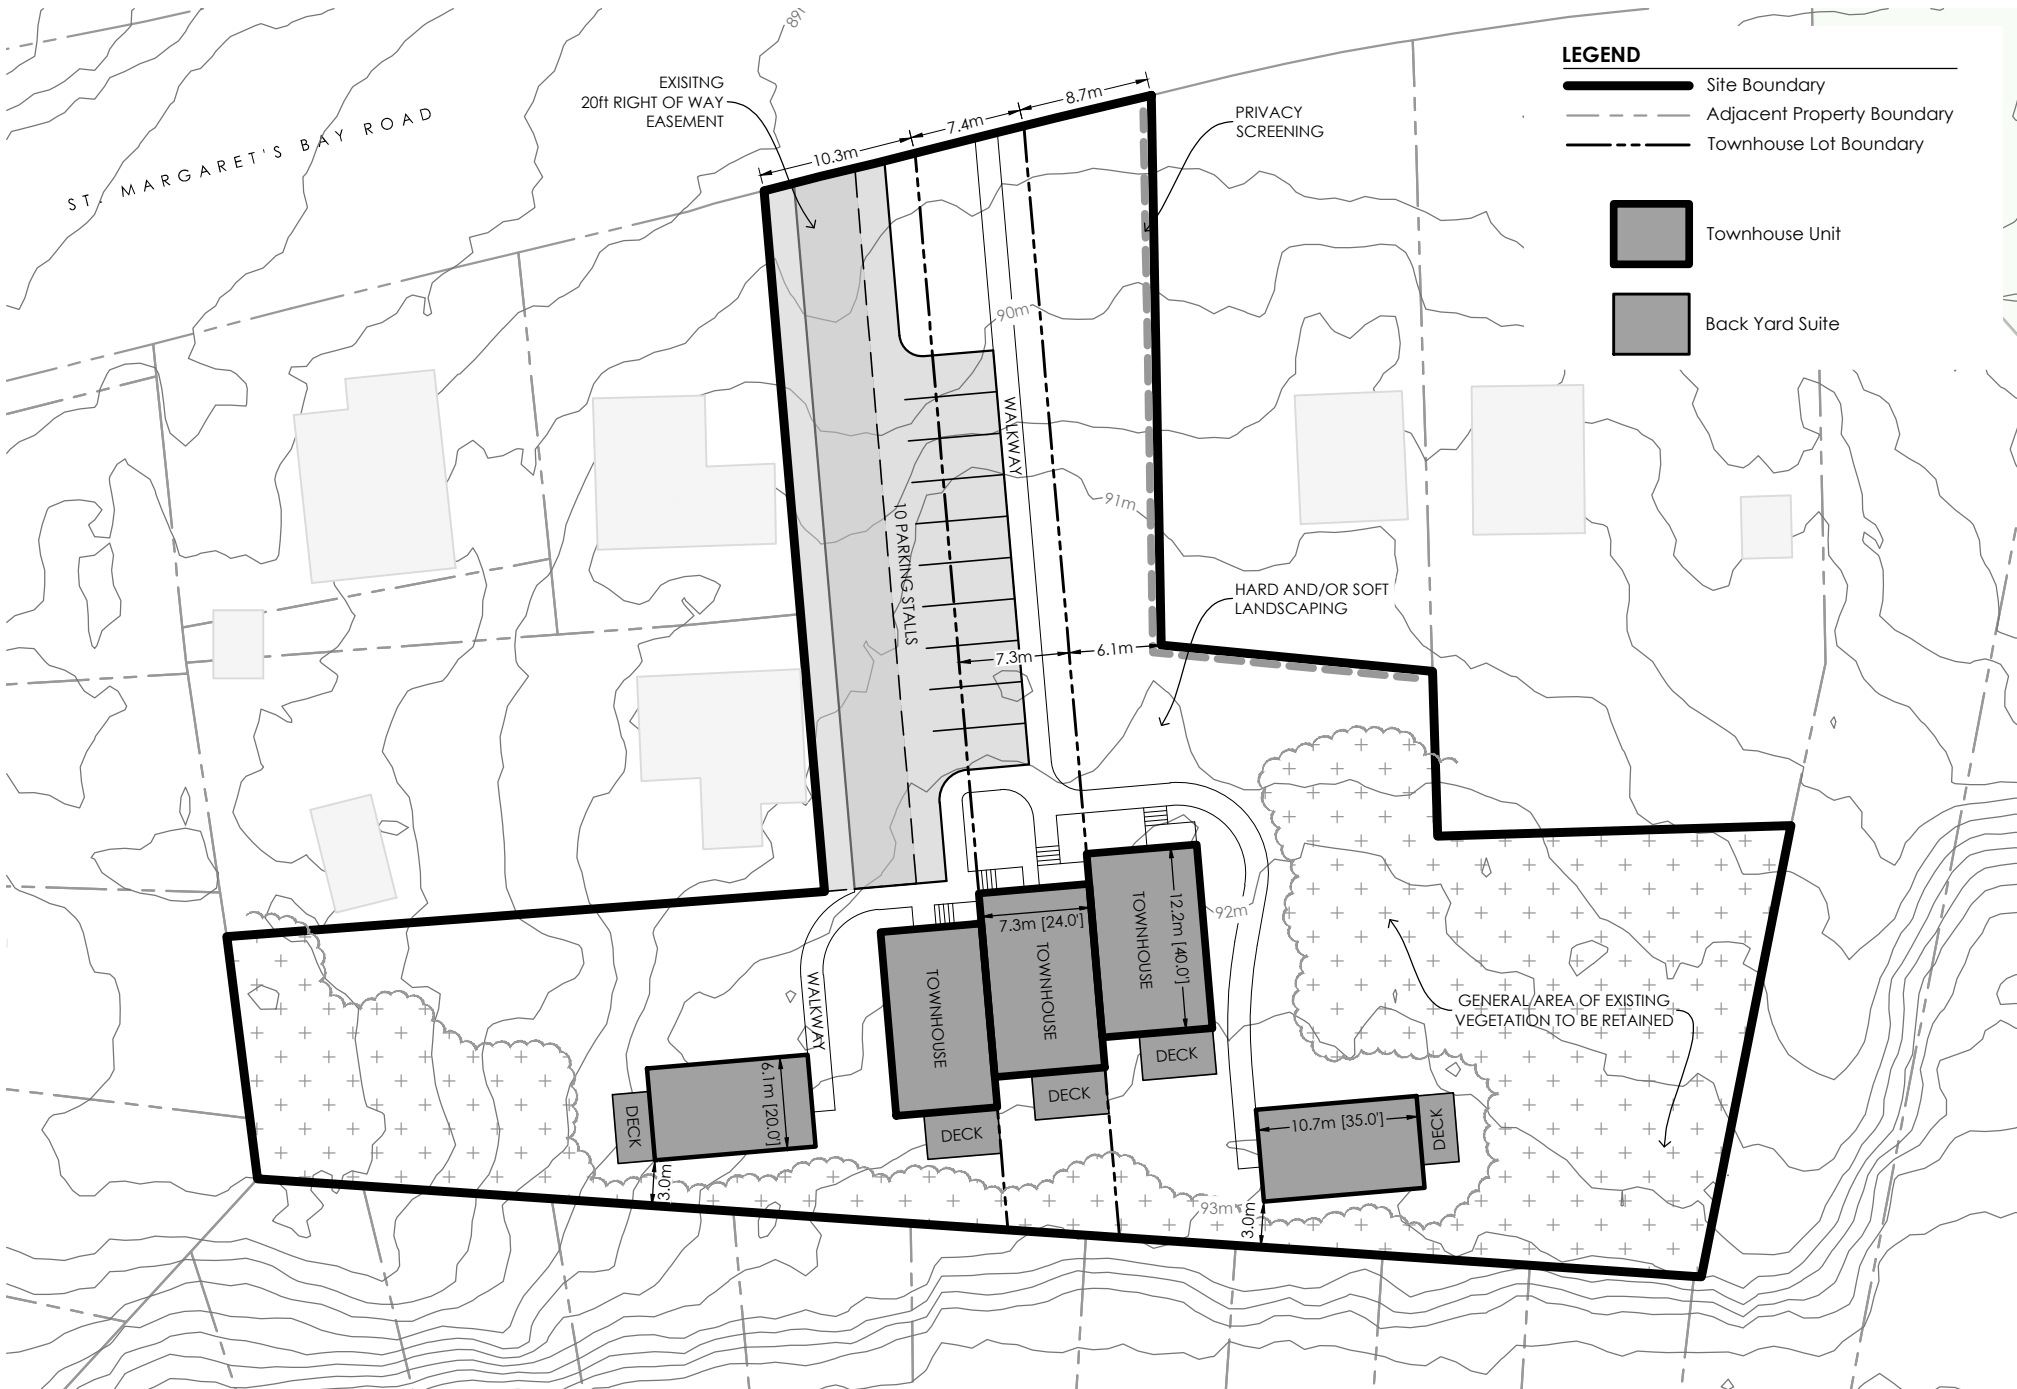 89m
EXISITNG
20ft RIGHT OF WAY
EASEMENT
ST. MARGARET'S BAY ROAD
10.3m
7.4m
8.7m
PRIVACY
SCREENING
LEGEND
Site Boundary
Adjacent Property Boundary
Townhouse Lot Boundary
Townhouse Unit
Back Yard Suite
90m
WALKWAY
91m
10 PARKING STALLS
HARD AND/OR SOFT
LANDSCAPING
7.3m
6.1m
92m
7.3m [24.0']
12.2m [40.0']
TOWNHOUSE
TOWNHOUSE
TOWNHOUSE
WALKWAY
GENERAL AREA OF EXISTING
VEGETATION TO BE RETAINED
DECK
DECK
DECK
DECK
6.1m [20.0']
10.7m [35.0']
DECK
3.0m
93m
3.0m